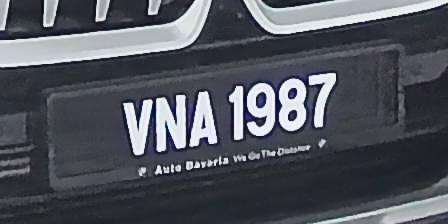 VNA 1987
Auto Bavaria We Go The Distance